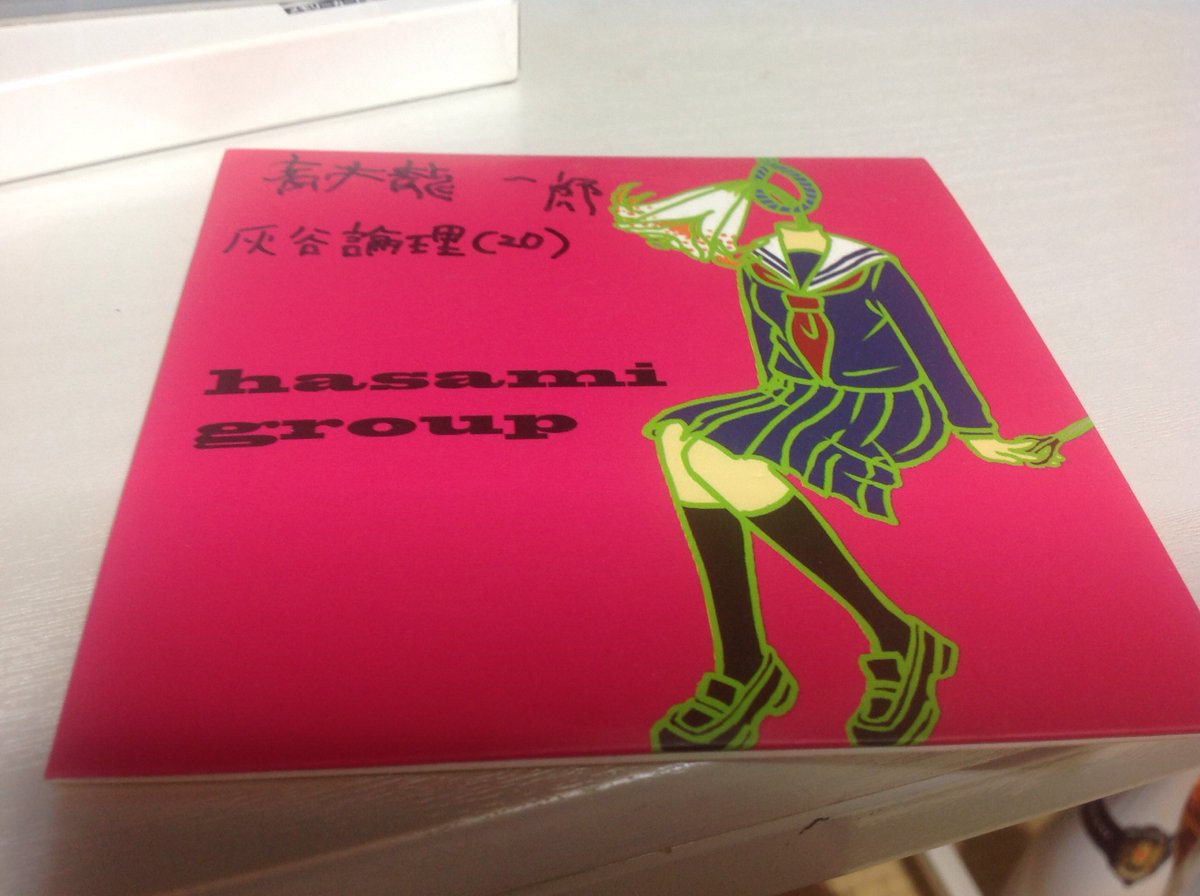 青木龍一郎
灰谷論理(20)
hasami
group